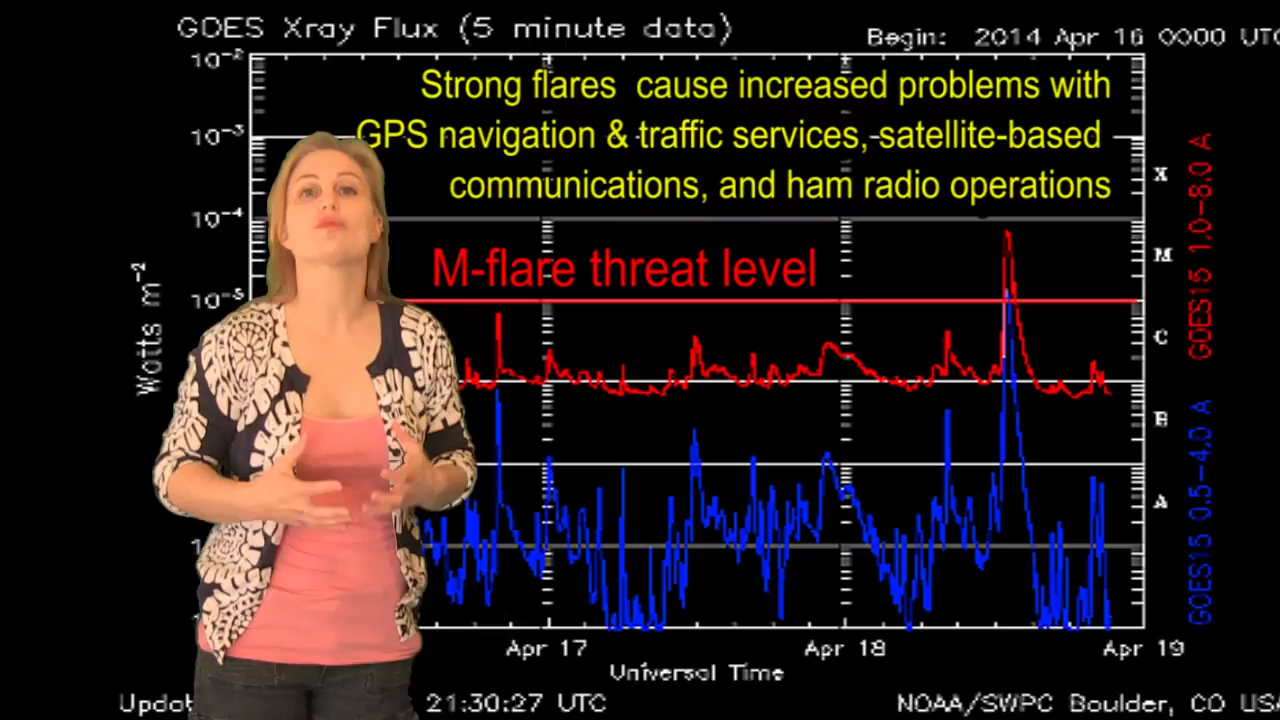 GOES Xray Flux (5 minute data)
Begin: 2014 Apr 16 0000 UTC
10-2
Strong flares cause increased problems with
10-3
GPS navigation & traffic services, satellite-based
X
communications, and ham radio operations
10-4
M-flare threat level
M
10-5
C
B
A
Watts m-2
GOES15 1.0-8.0 A
GOES15 0.5-4.0 A
Apr 17
Apr 18
Apr 19
Universal Time
21:30:27 UTC
NOAA/SWPC Boulder, CO